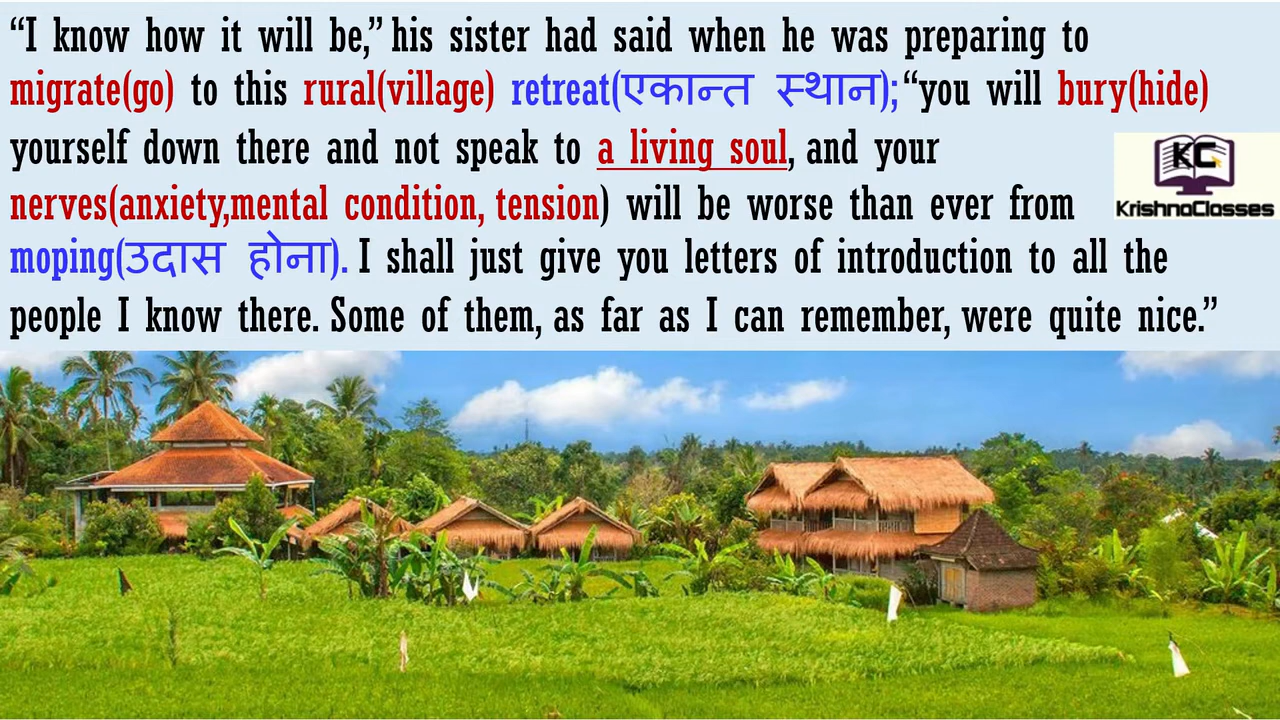 “I know how it will be,” his sister had said when he was preparing to
migrate(go) to this rural(village) retreat(एकान्त स्थान);“you will bury(hide)
yourself down there and not speak to a living soul, and your
nerves(anxiety,mental condition, tension) will be worse than ever from
moping(उदास होना). I shall just give you letters of introduction to all the
people I know there. Some of them, as far as I can remember, were quite nice.”
KC
KrishnaClasses